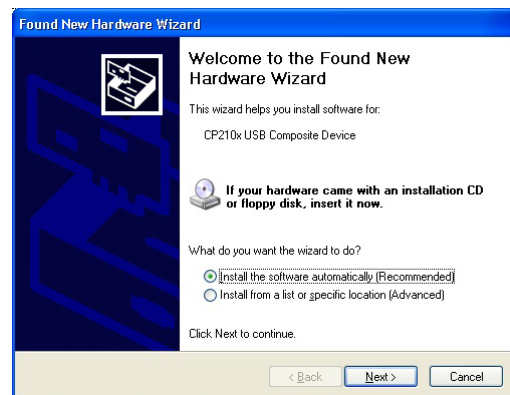 Found New Hardware Wizard
Welcome to the Found New
Hardware Wizard
This wizard helps you install software for:
CP210x USB Composite Device
If your hardware came with an installation CD
or floppy disk, insert it now.
What do you want the wizard to do?
Install the software automatically (Recommended)
Install from a list or specific location (Advanced)
Click Next to continue.
< Back Next > Cancel